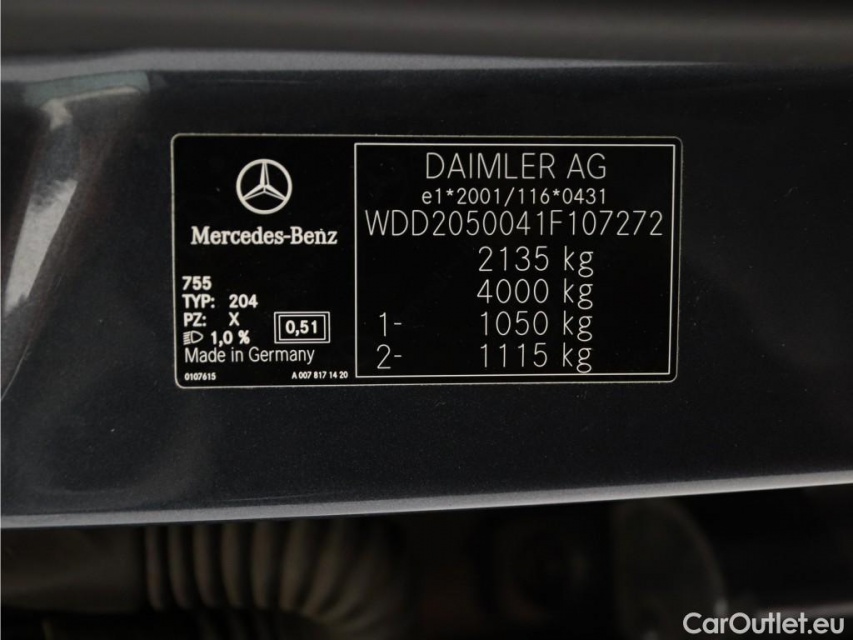 Mercedes-Benz
755
TYP: 204
PZ: X
0,51
1,0 %
Made in Germany
0107615
A 007 817 14 20
DAIMLER AG
e1*2001/116*0431
WDD2050041F107272
2135 kg
4000 kg
1- 1050 kg
2- 1115 kg
CarOutlet.eu